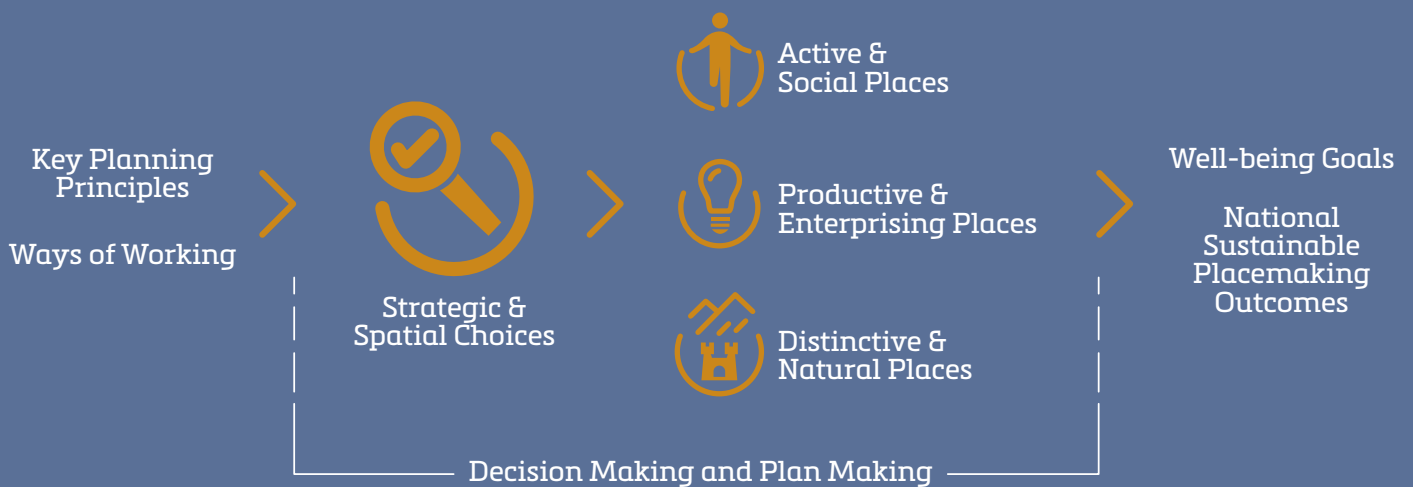 Key Planning
Principles
Ways of Working
Strategic &
Spatial Choices
Active &
Social Places
Productive &
Enterprising Places
Distinctive &
Natural Places
Well-being Goals
National
Sustainable
Placemaking
Outcomes
Decision Making and Plan Making